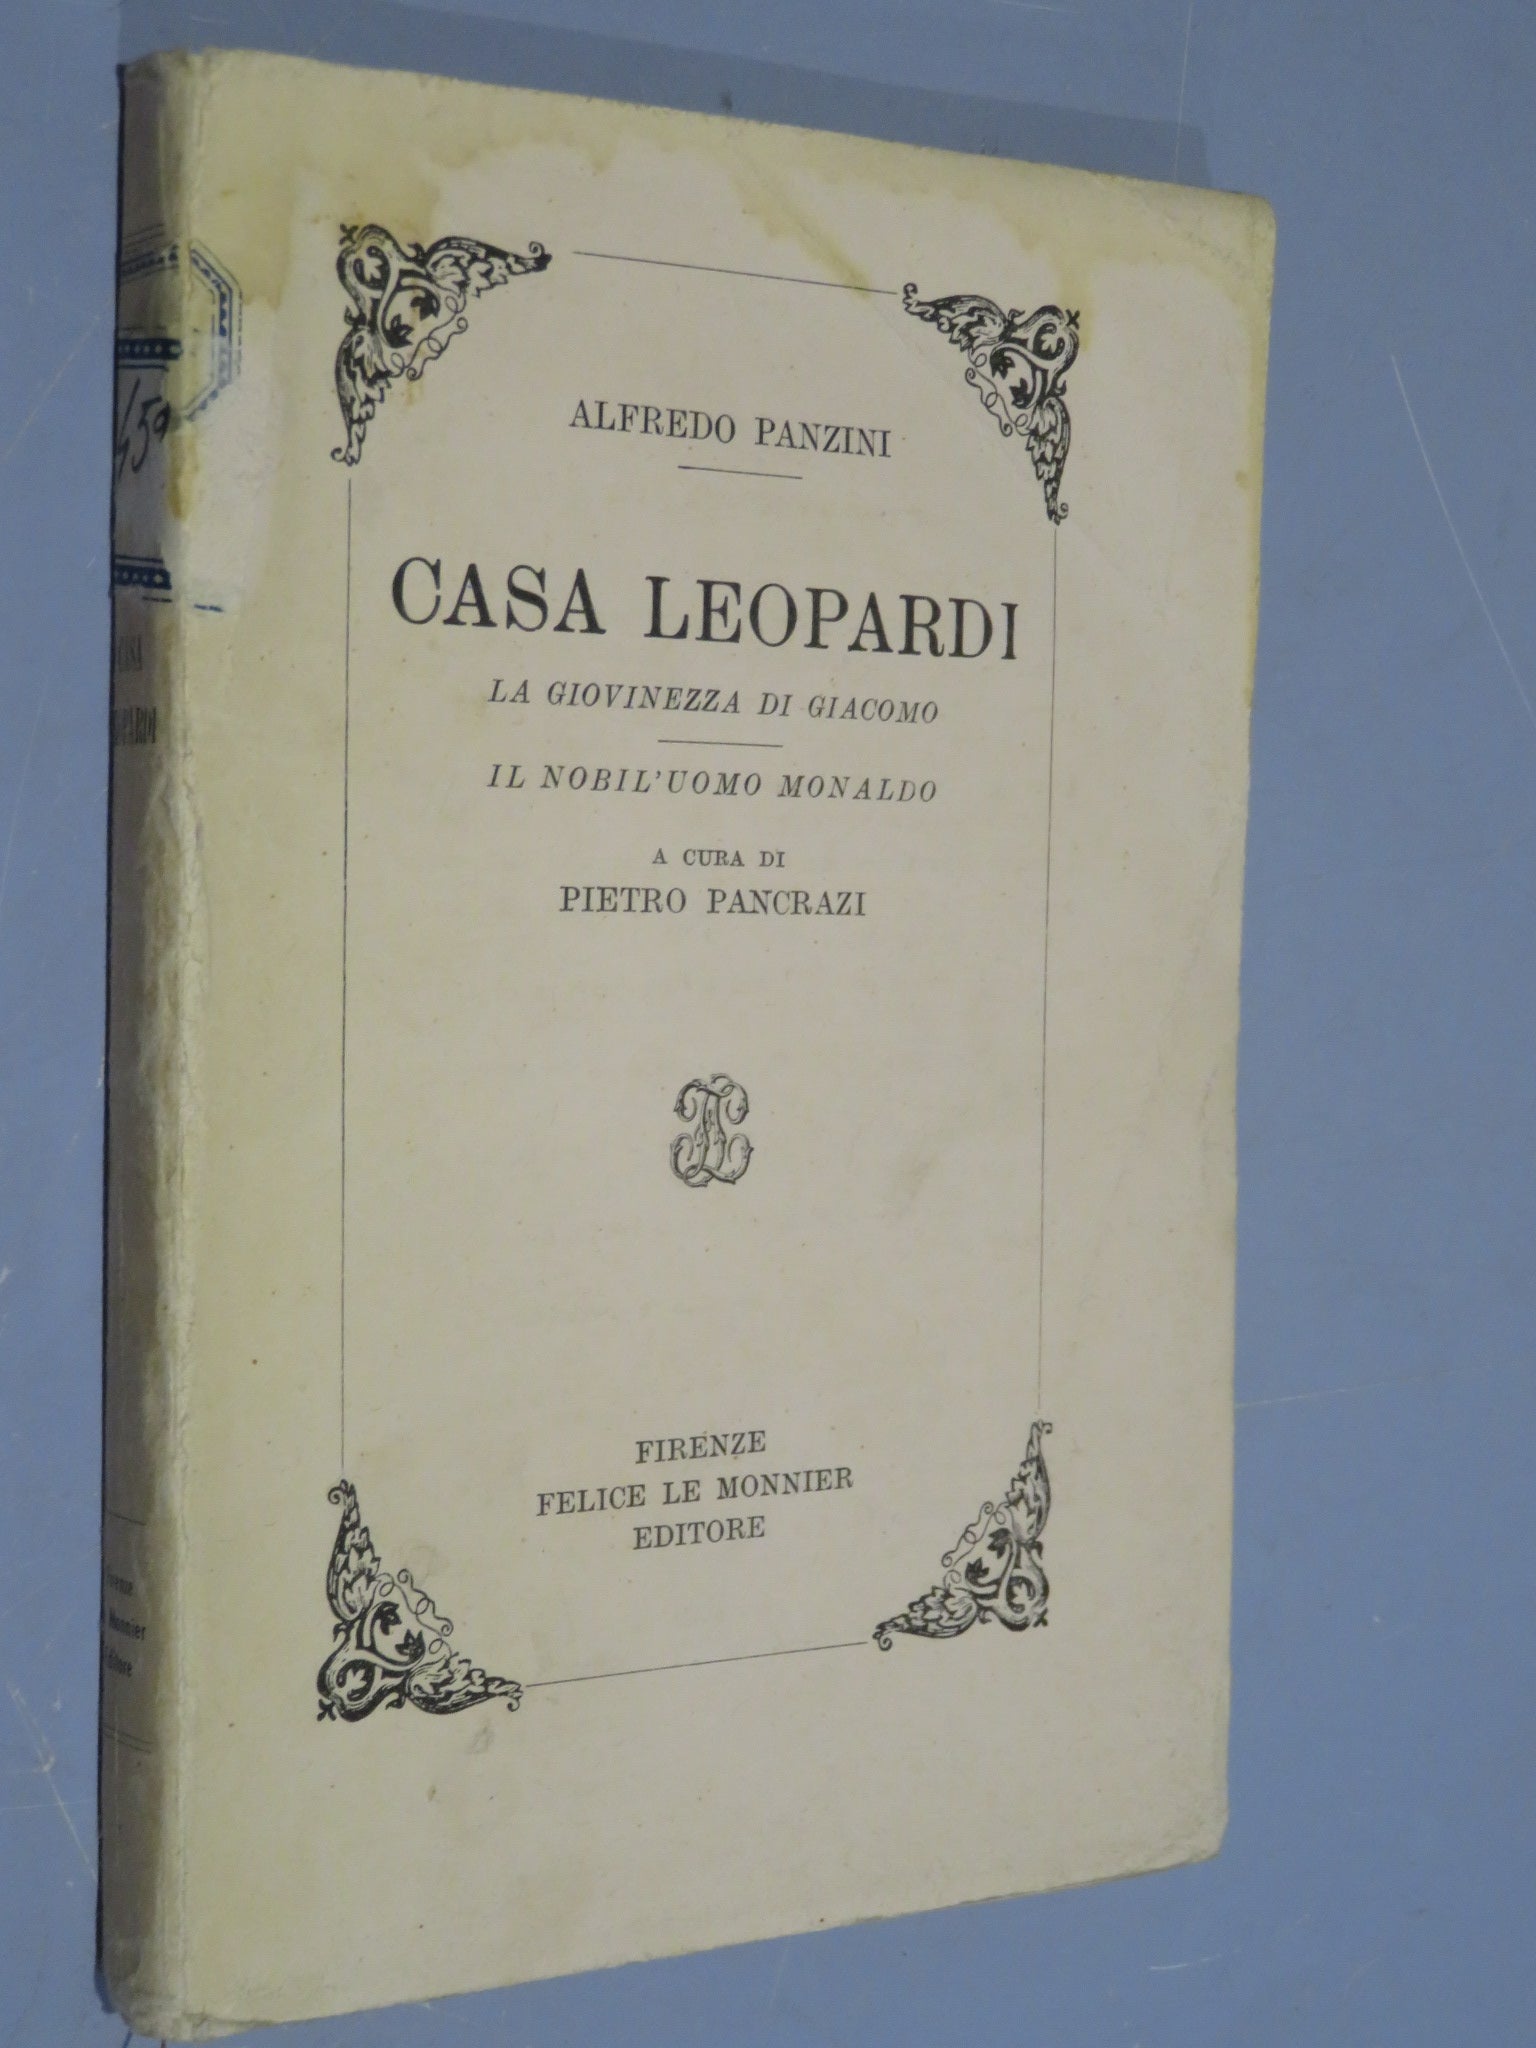 ALFREDO PANZINI
CASA LEOPARDI
LA GIOVINEZZA DI GIACOMO
IL NOBIL'UOMO MONALDO
A CURA DI
PIETRO PANCRAZI
FIRENZE
FELICE LE MONNIER
EDITORE